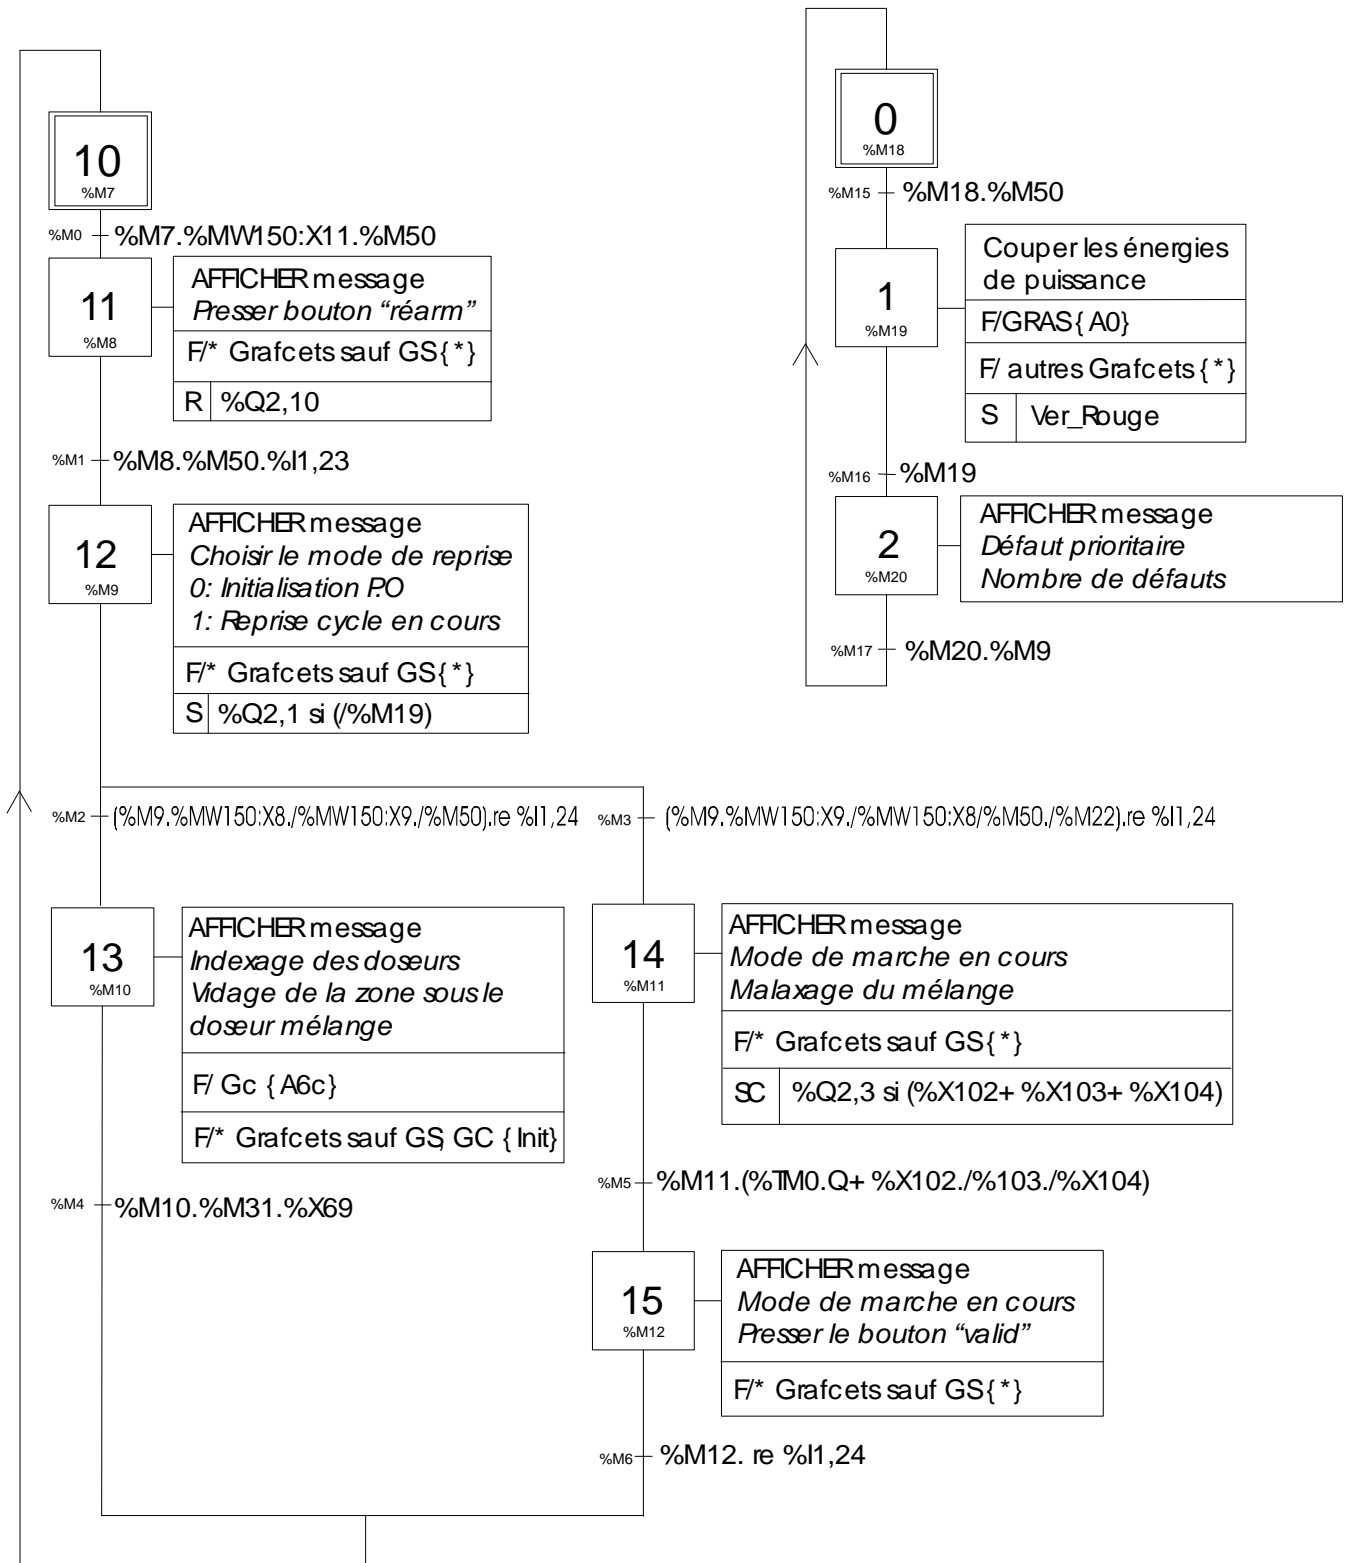 10
%M7
%M0
%M7.%MW150:X11.%M50
11
%M8
AFFICHER message
Presser bouton “réarm”
F/* Grafcets sauf GS{*}
R %Q2,10
%M1
%M8.%M50.%I1,23
12
%M9
AFFICHER message
Choisir le mode de reprise
0: Initialisation P.O
1: Reprise cycle en cours
F/* Grafcets sauf GS{*}
S %Q2,1 si (/%M19)
%M2
(%M9.%MW150:X8./%MW150:X9./%M50).re %I1,24
%M3
(%M9.%MW150:X9./%MW150:X8/%M50./%M22).re %I1,24
13
%M10
AFFICHER message
Indexage des doseurs
Vidage de la zone sous le
doseur mélange
F/ Gc {A6c}
F/* Grafcets sauf GS, GC {Init}
%M4
%M10.%M31.%X69
14
%M11
AFFICHER message
Mode de marche en cours
Malaxage du mélange
F/* Grafcets sauf GS{*}
SC %Q2,3 si (%X102+ %X103+ %X104)
%M5
%M11.(%TM0.Q+ %X102./%103./%X104)
15
%M12
AFFICHER message
Mode de marche en cours
Presser le bouton “valid”
F/* Grafcets sauf GS{*}
%M6
%M12. re %I1,24
0
%M18
%M15
%M18.%M50
1
%M19
Couper les énergies
de puissance
F/GRAS{A0}
F/ autres Grafcets{*}
S Ver_Rouge
%M16
%M19
2
%M20
AFFICHER message
Défaut prioritaire
Nombre de défauts
%M17
%M20.%M9